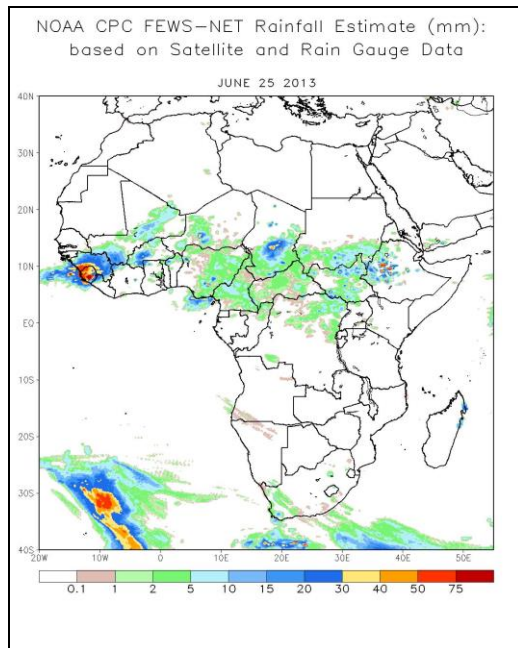 NOAA CPC FEWS-NET Rainfall Estimate (mm):
based on Satellite and Rain Gauge Data
JUNE 25 2013
40N
30N
20N
10N
EQ
10S
20S
30S
40S
20W 10W 0 10E 20E 30E 40E 50E
0.1 1 2 5 10 15 20 30 40 50 75